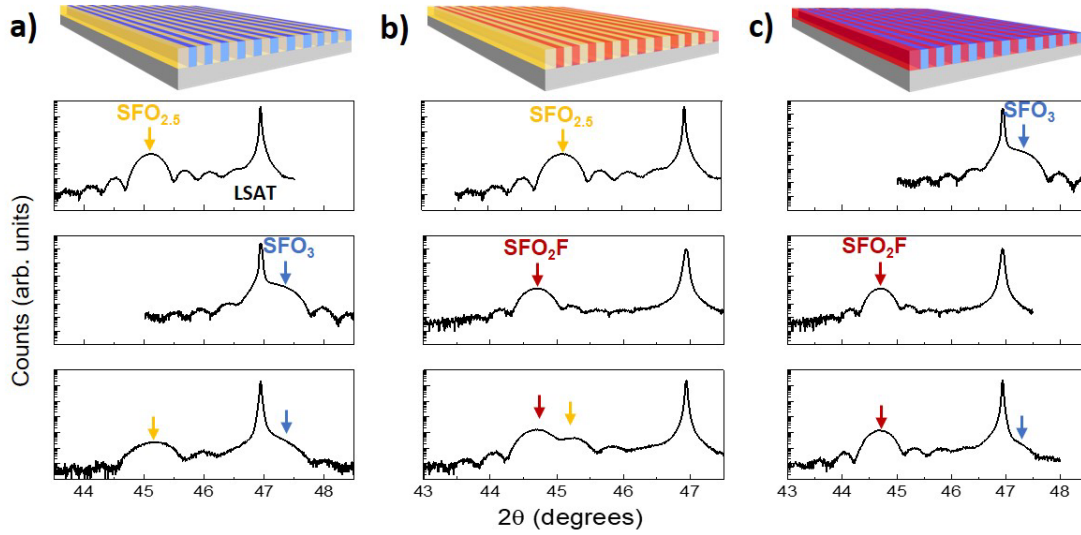 a)
b)
c)
SFO2.5
LSAT
SFO2.5
SFO3
SFO3
SFO2F
SFO2F
Counts (arb. units)
44 45 46 47 48
43 44 45 46 47
43 44 45 46 47 48
2θ (degrees)